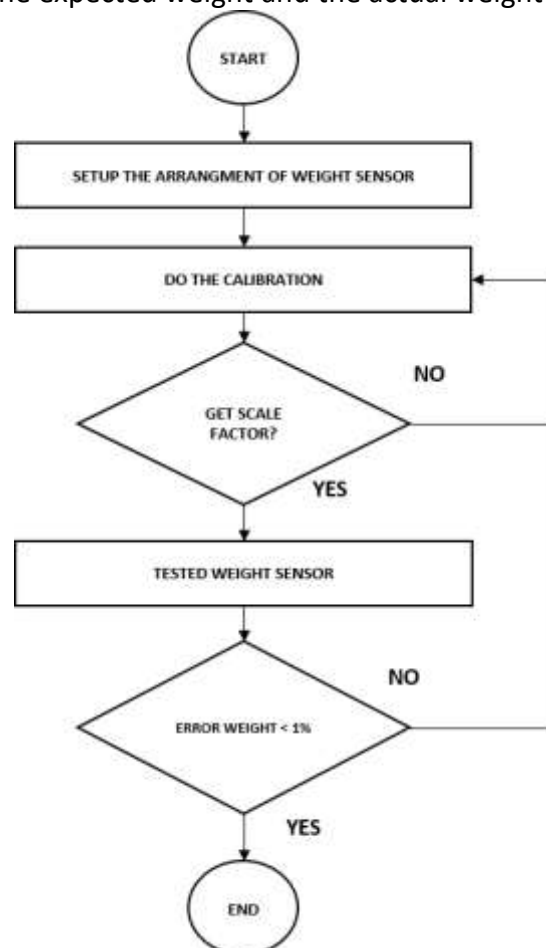 he expected weight and the actual weight
START
SETUP THE ARRANGMENT OF WEIGHT SENSOR
DO THE CALIBRATION
NO
GET SCALE
FACTOR?
YES
TESTED WEIGHT SENSOR
NO
ERROR WEIGHT < 1%
YES
END